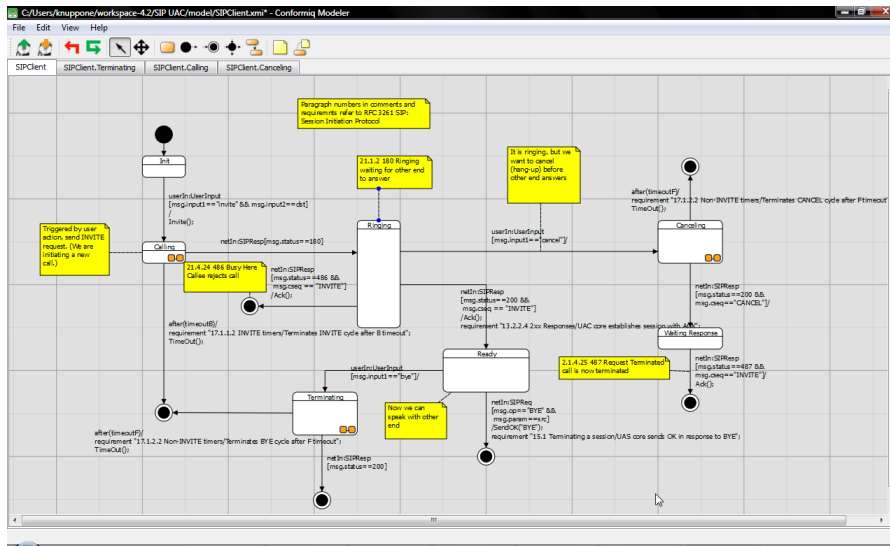 C:/Users/knuppone/workspace-4.2/SIP UAC/model/SIPClient.xmi* - Conformiq Modeler
File Edit View Help
SIPClient SIPClient.Terminating SIPClient.Calling SIPClient.Canceling
Paragraph numbers in comments and
requiremnts refer to RFC 3261 SIP:
Session Initiation Protocol
Init
21.1.2 180 Ringing
waiting for other end
to answer
It is ringing, but we
want to cancel
(hang-up) before
other end answers
userIn:UserInput
[msg.input1=="invite" && msg.input2==dst]
/
Invite();
after(timeoutF)/
requirement "17.1.2.2 Non-INVITE timers/Terminates CANCEL cycle after F timeout"
TimeOut();
Triggered by user
action, send INVITE
request. (We are
initiating a new
call.)
Calling
netIn:SIPResp[msg.status==180]
Ringing
userIn:UserInput
[msg.input1=="cancel"]/
Canceling
21.4.24 486 Busy Here
Callee rejects call
netIn:SIPResp
[msg.status==486 &&
msg.cseq == "INVITE"]
/Ack();
netIn:SIPResp
[msg.status==200 &&
msg.cseq == "INVITE"]
/Ack();
requirement "13.2.2.4 2xx Responses/UAC core establishes session with
netIn:SIPResp
[msg.status==200 &&
msg.cseq=="CANCEL"]/
Waiting Response
after(timeoutB)/
requirement "17.1.1.2 INVITE timers/Terminates INVITE cycle after B timeout";
TimeOut();
Ready
2.1.4.25 487 Request Terminated
call is now terminated
netIn:SIPResp
[msg.status==487 &&
msg.cseq=="INVITE"]/
Ack();
userIn:UserInput
[msg.input1=="bye"]/
Terminating
Now we can
speak with other
end
netIn:SIPReq
[msg.op=="BYE" &&
msg.param==src]
/SendOK("BYE");
requirement "15.1 Terminating a session/UAS core sends OK in response to BYE";
after(timeoutF)/
requirement "17.1.2.2 Non-INVITE timers/Terminates BYE cycle after F timeout";
TimeOut();
netIn:SIPResp
[msg.status==200]